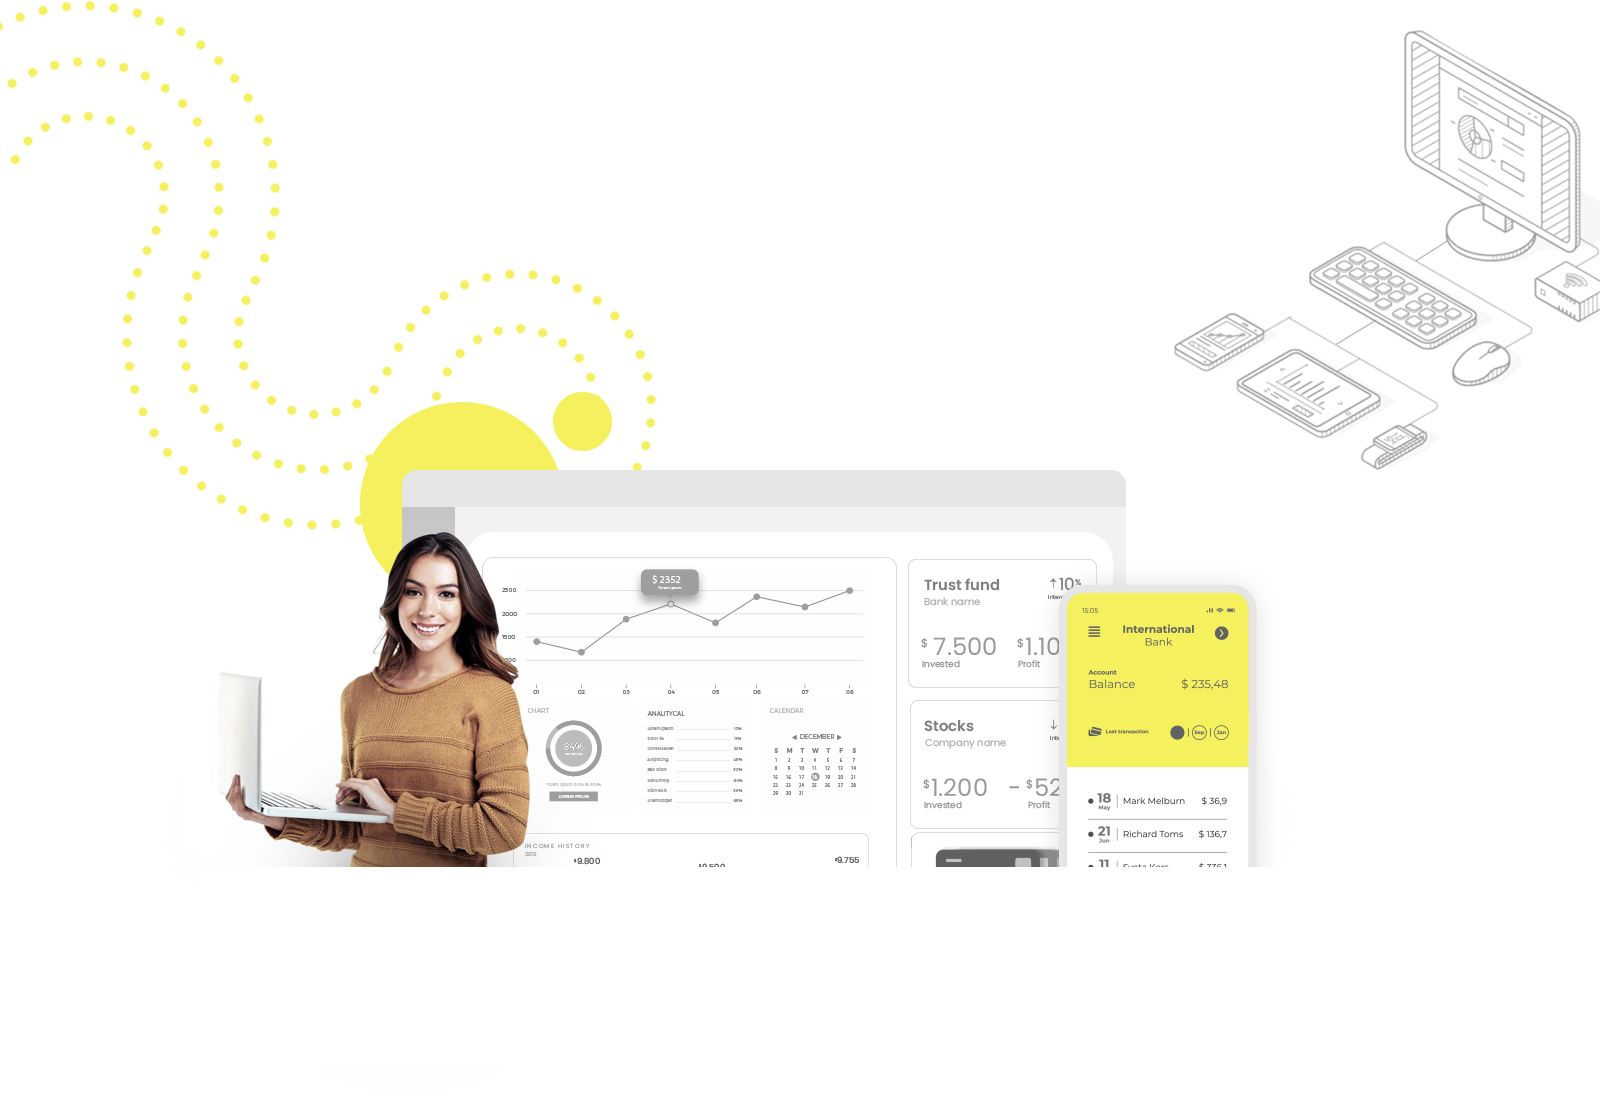 $ 2352
2500
2000
1500
01 02 03 04 05 06 07 08
CHART
84%
LOREM IPSUM
ANALITYCAL
Lorem ipsum
CALENDAR
◀ DECEMBER ▶
S M T W T F S
1 2 3 4 5 6 7
8 9 10 11 12 13 14
15 16 17 18 19 20 21
22 23 24 25 26 27 28
29 30 31
INCOME HISTORY
2019
$9.800
$9.500
$9.755
Trust fund
Bank name
↑10%
$ 7.500
Invested
$1.10
Profit
Stocks
Company name
$1.200
Invested
- $52
Profit
15:05
International
Bank
Account
Balance
$ 235,48
Last transaction
Sep
Jan
18
May
Mark Melburn
$ 36,9
21
Jun
Richard Toms
$ 136,7
11